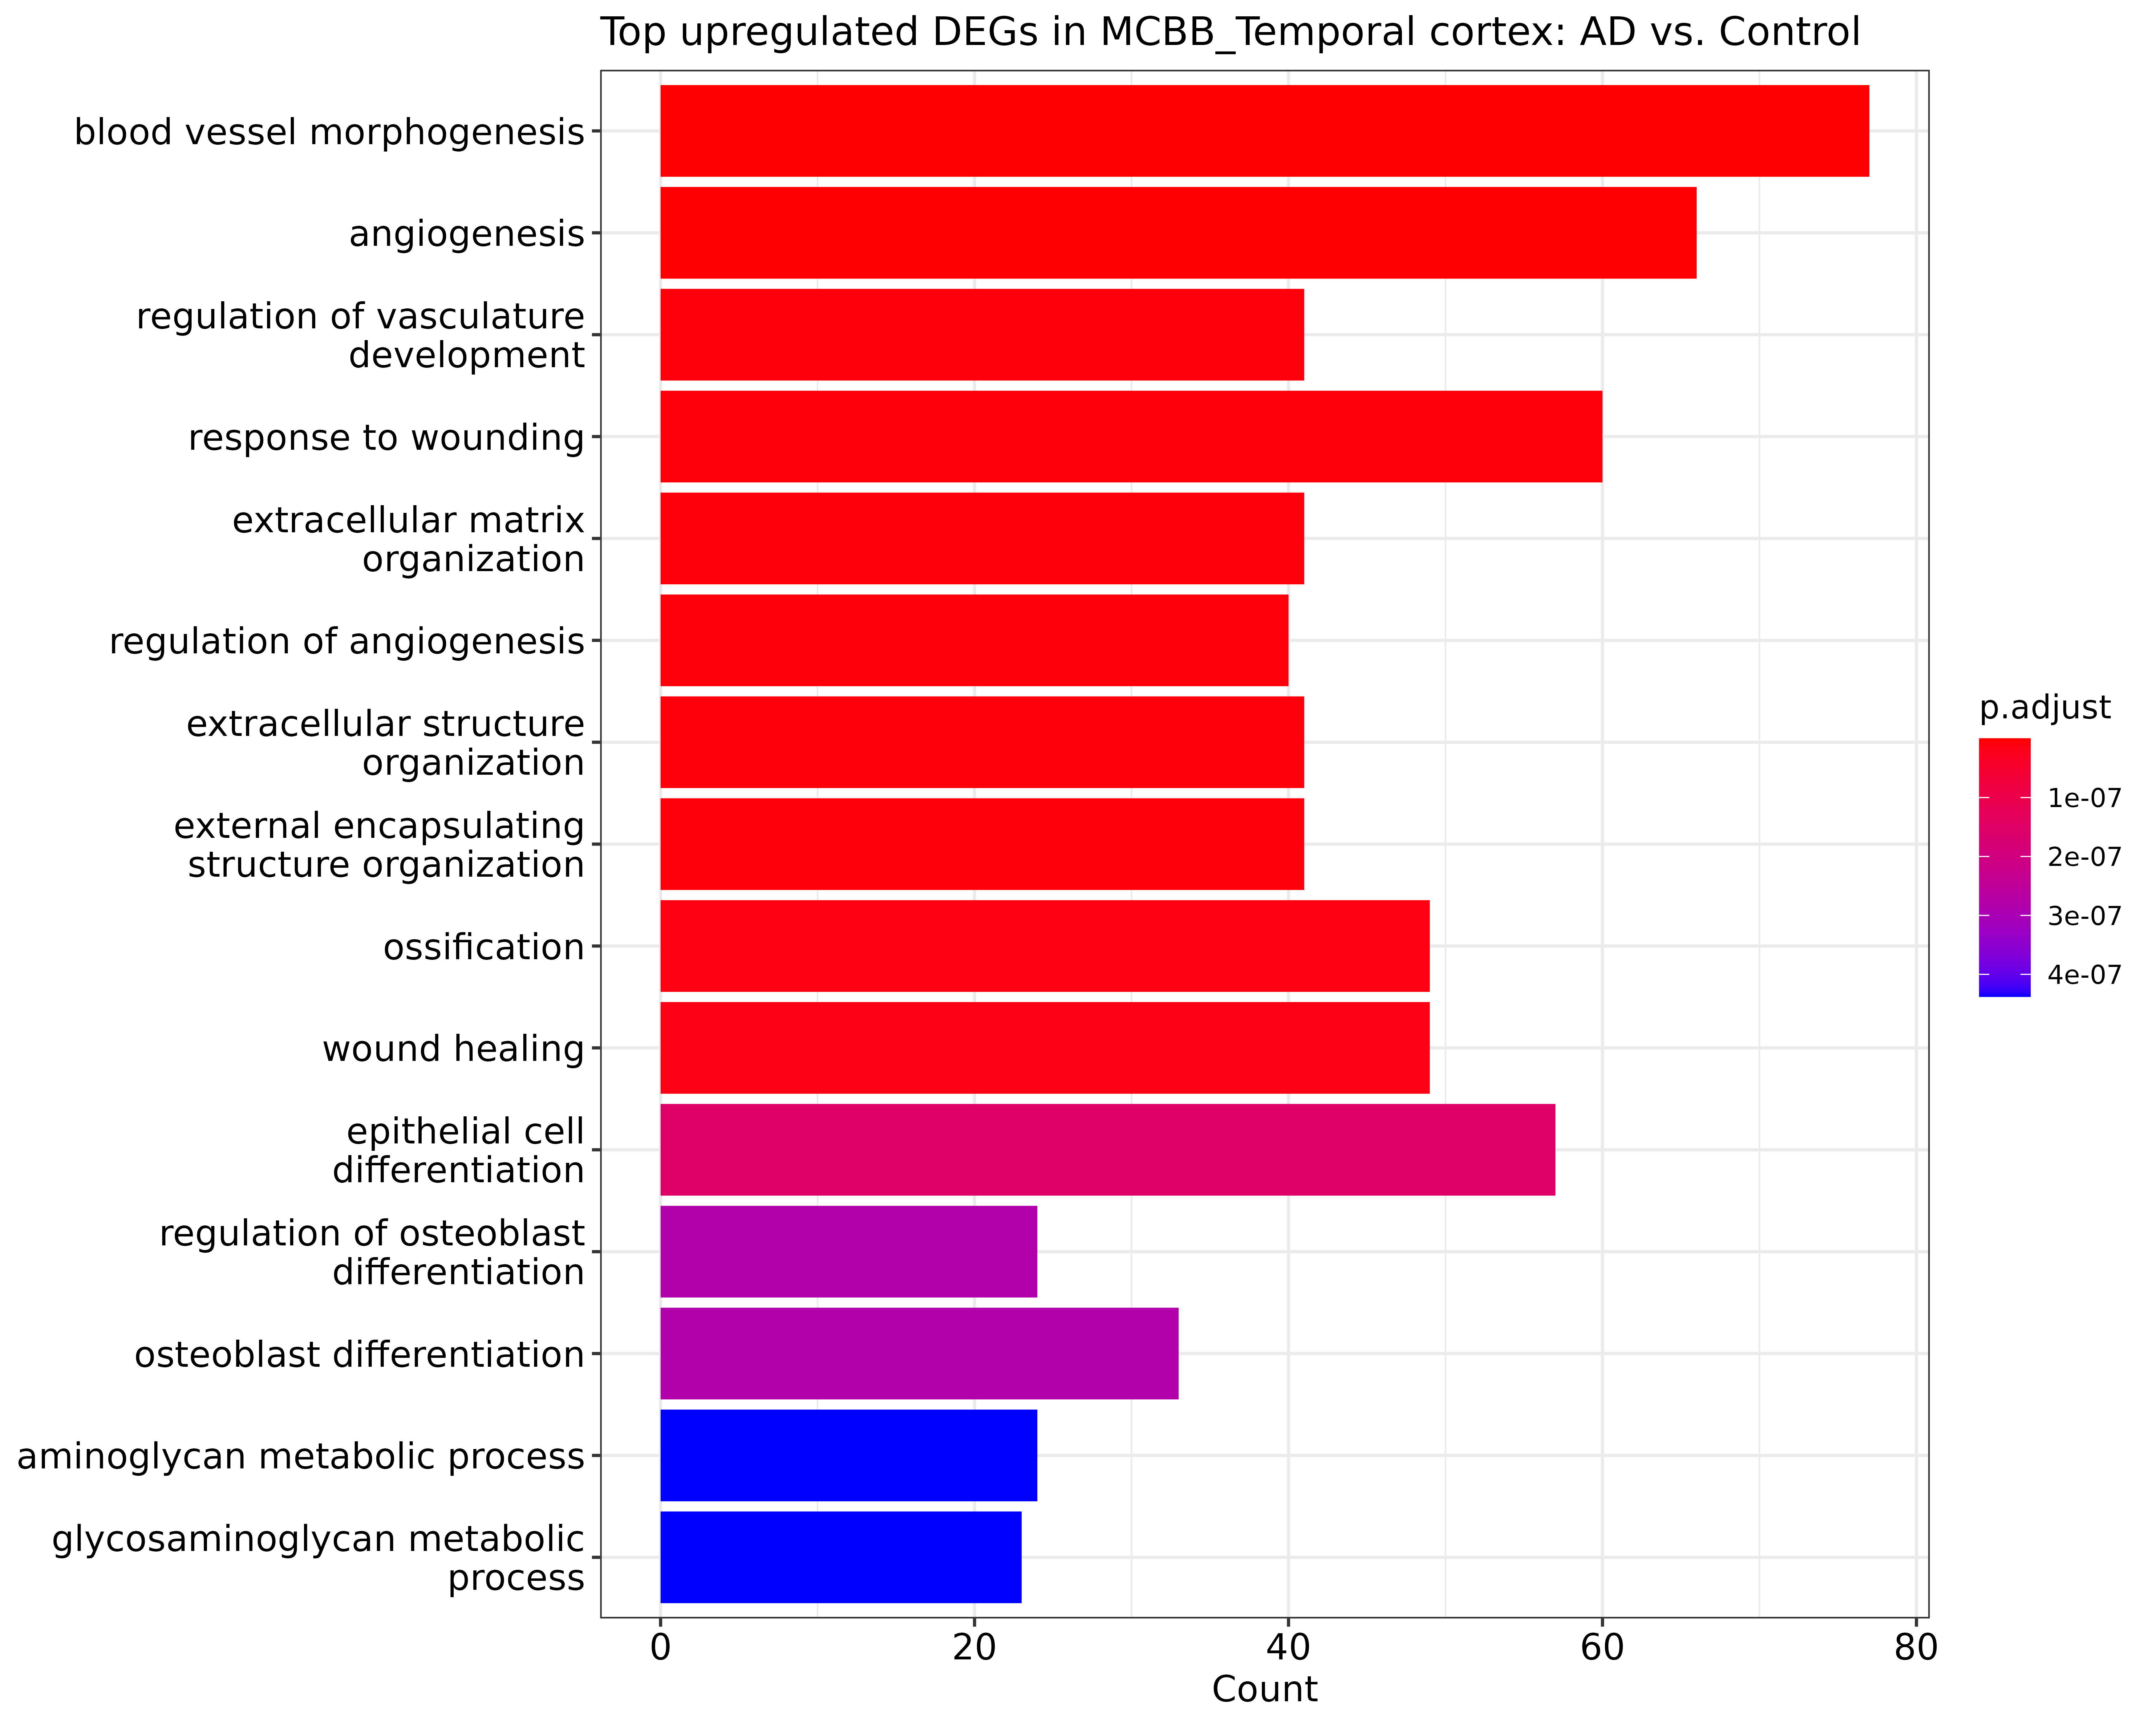 Top upregulated DEGs in MCBB_Temporal cortex: AD vs. Control
blood vessel morphogenesis
angiogenesis
regulation of vasculature
development
response to wounding
extracellular matrix
organization
regulation of angiogenesis
extracellular structure
organization
external encapsulating
structure organization
ossification
wound healing
epithelial cell
differentiation
regulation of osteoblast
differentiation
osteoblast differentiation
aminoglycan metabolic process
glycosaminoglycan metabolic
process
0 20 40 60 80
Count
p.adjust
1e-07
2e-07
3e-07
4e-07